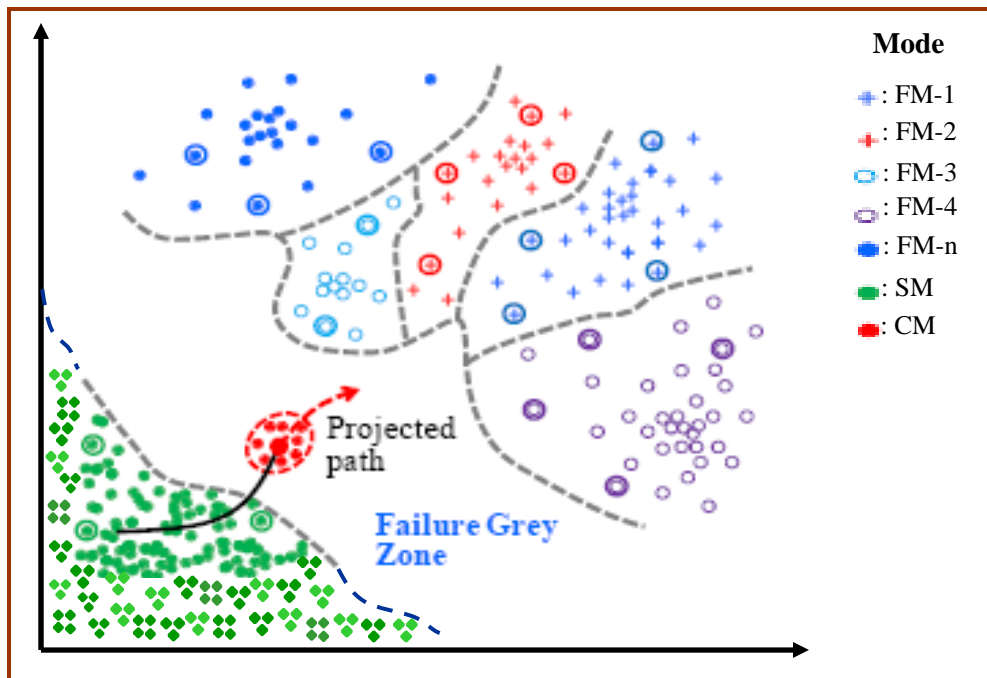 Mode
: FM-1
: FM-2
: FM-3
: FM-4
: FM-n
: SM
: CM
Projected
path
Failure Grey
Zone